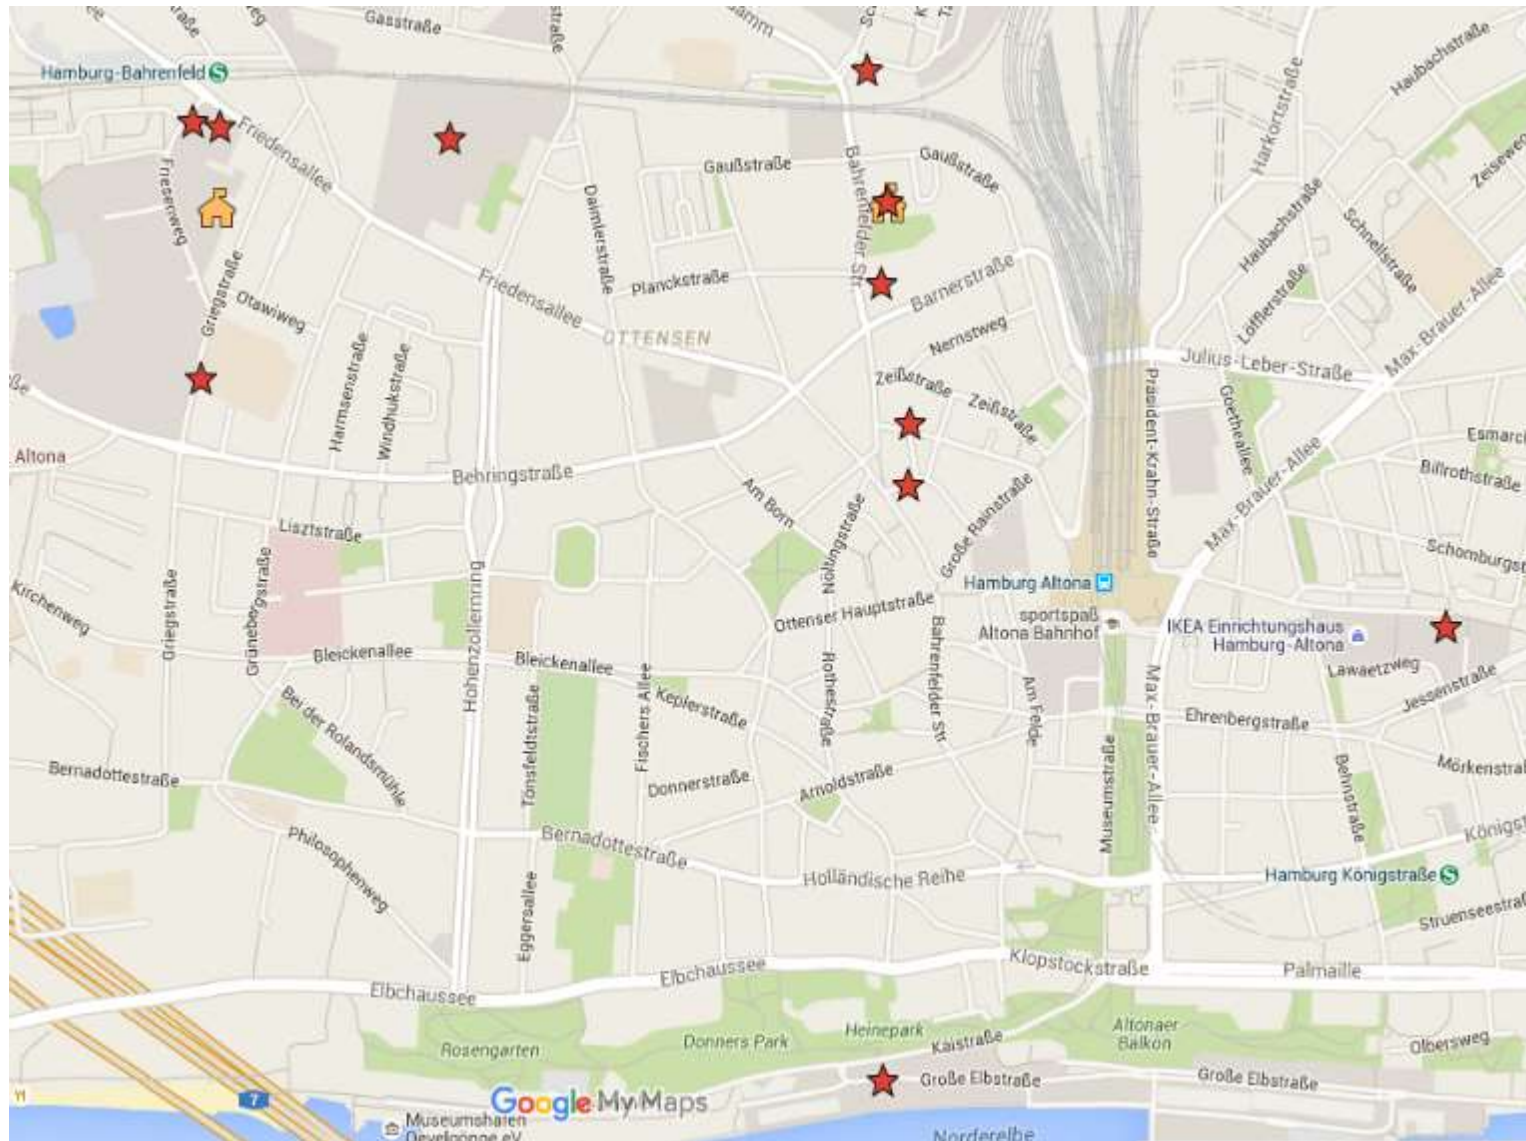 Gasstraße
Hamburg-Bahrenfeld
S
Haubachstraße
Harkortstraße
Friedensallee
Gaußstraße
Bahrenfelder Str
Gaußstraße
Zeiseweg
Friesenweg
Daimlerstraße
Haubachstraße
Schnellstraße
Griegstraße
Otawiweg
Friedensallee
Planckstraße
Barnerstraße
Löfflerstraße
Max-Brauer-Allee
OTTENSEN
Nernstweg
Julius-Leber-Straße
Harmsenstraße
Windhukstraße
Zeißstraße
Zeißstraße
Präsident-Krahn-Straße
Goetheallee
Altona
Behringstraße
Esmarch
Billrothstraße
Am Born
Max-Brauer-Allee
Lisztstraße
Nöltingstraße
Große Rainstraße
Schomburgst
Kirchenweg
Griegstraße
Grünebergstraße
Hohenzollernring
Hamburg Altona
Ottenser Hauptstraße
sportspaß
Altona Bahnhof
IKEA Einrichtungshaus
Hamburg-Altona
Bleickenallee
Bleickenallee
Lawaetzweg
Bei der Rolandsmühle
Tönsfeldtstraße
Fischers Allee
Keplerstraße
Rothestraße
Bahrenfelder Str
Am Felde
Max-Brauer-Allee
Ehrenbergstraße
Jessenstraße
Bernadottestraße
Donnerstraße
Arnoldstraße
Museumstraße
Behnstraße
Mörkenstraß
Philosophenweg
Bernadottestraße
Königst
Eggersallee
Holländische Reihe
Hamburg Königstraße
S
Struenseestraß
Elbchaussee
Elbchaussee
Klopstockstraße
Palmaille
Rosengarten
Donners Park
Heinepark
Kaistraße
Altonaer
Balkon
Olbersweg
7
Google My Maps
Große Elbstraße
Große Elbstraße
Museumshafen
Oevelgönne eV
Norderelbe